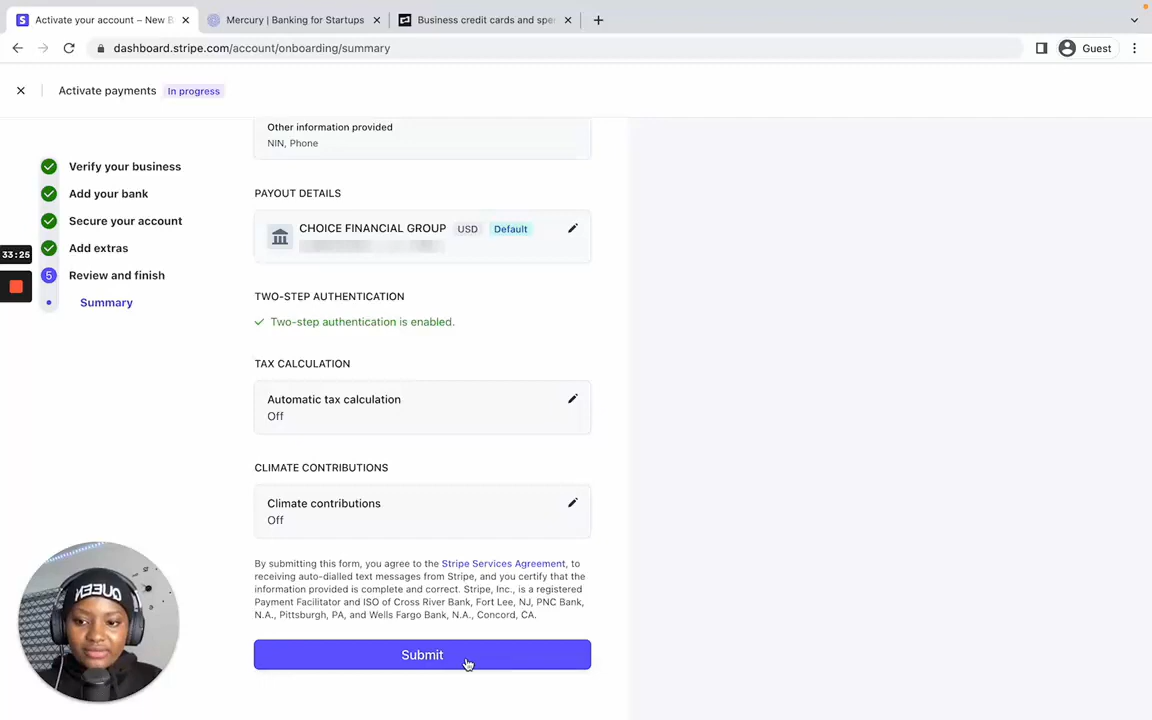 Activate your account – New B
Mercury | Banking for Startups
Business credit cards and spe
dashboard.stripe.com/account/onboarding/summary
Guest
Activate payments
In progress
Verify your business
Add your bank
Secure your account
Add extras
5
Review and finish
Summary
33:25
Other information provided
NIN, Phone
PAYOUT DETAILS
CHOICE FINANCIAL GROUP USD Default
TWO-STEP AUTHENTICATION
Two-step authentication is enabled.
TAX CALCULATION
Automatic tax calculation
Off
CLIMATE CONTRIBUTIONS
Climate contributions
Off
By submitting this form, you agree to the Stripe Services Agreement, to
receiving auto-dialled text messages from Stripe, and you certify that the
information provided is complete and correct. Stripe, Inc., is a registered
Payment Facilitator and ISO of Cross River Bank, Fort Lee, NJ, PNC Bank,
N.A., Pittsburgh, PA, and Wells Fargo Bank, N.A., Concord, CA.
Submit
QUEEN